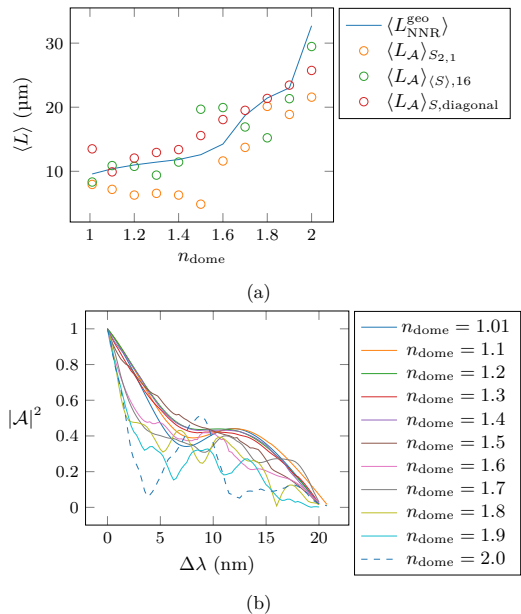 30
20
10
⟨L⟩ (µm)
1 1.2 1.4 1.6 1.8 2
n_dome
⟨L^geo_NNR⟩
⟨L_𝒜⟩_{S_2,1}
⟨L_𝒜⟩_{⟨S⟩,16}
⟨L_𝒜⟩_{S,diagonal}
(a)
1
0.8
0.6
0.4
0.2
0
|𝒜|²
0 5 10 15 20
Δλ (nm)
n_dome = 1.01
n_dome = 1.1
n_dome = 1.2
n_dome = 1.3
n_dome = 1.4
n_dome = 1.5
n_dome = 1.6
n_dome = 1.7
n_dome = 1.8
n_dome = 1.9
n_dome = 2.0
(b)